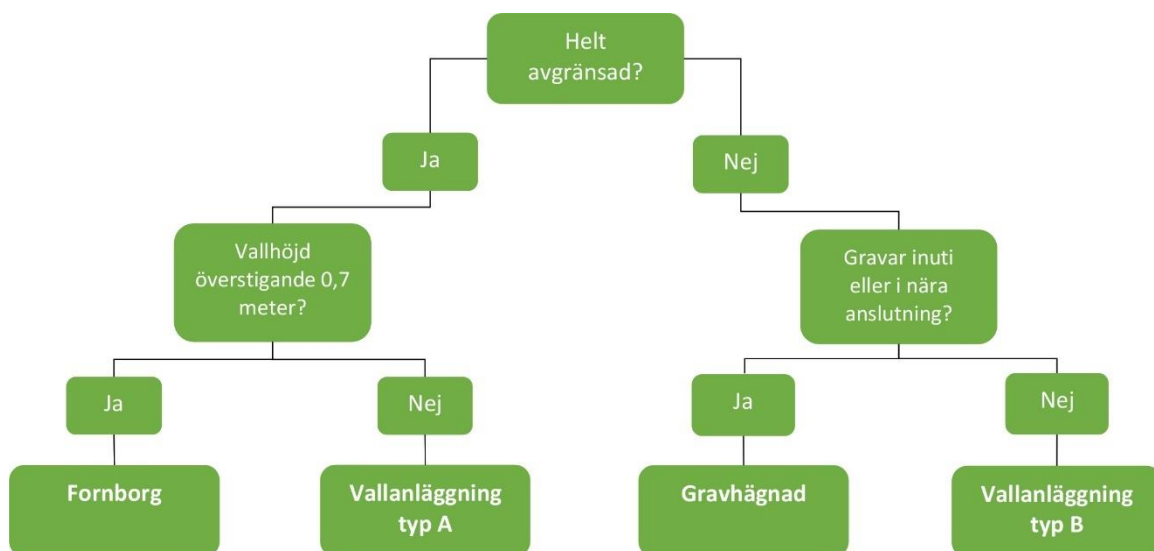 Helt
avgränsad?
Ja
Nej
Vallhöjd
överstigande 0,7
meter?
Gravar inuti
eller i nära
anslutning?
Ja
Nej
Ja
Nej
Fornborg
Vallanläggning
typ A
Gravhägnad
Vallanläggning
typ B